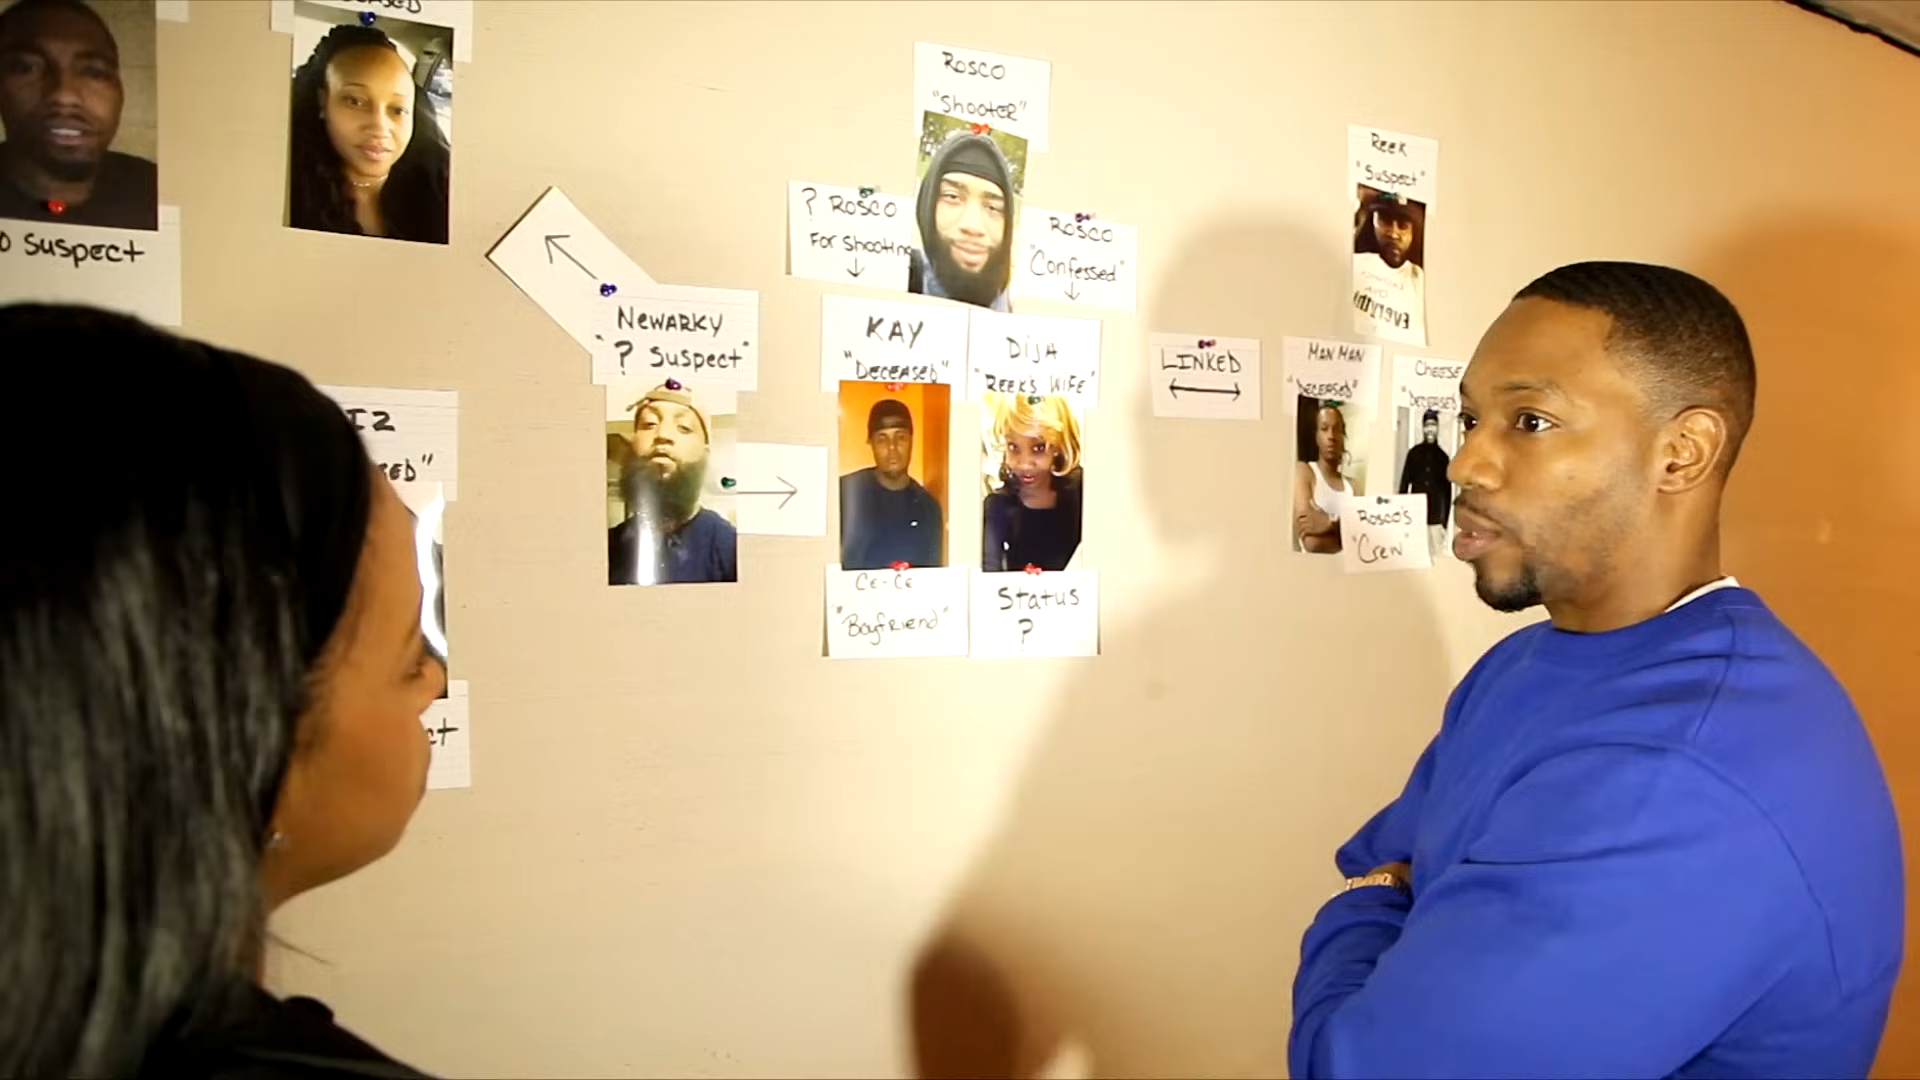 SUSPECT
NEWARKY
"? SUSPECT"
ROSCO
"Shooter"
? ROSCO
FOR Shooting
ROSCO
"Confessed"
KAY
"DECEASED"
DIJA
"REEK'S WIFE"
CE-CE
"Boyfriend"
Status
?
LINKED
REEK
"Suspect"
MAN MAN
"DECEASED"
CHEESE
"DECEASED
ROSCO'S
"Crew"